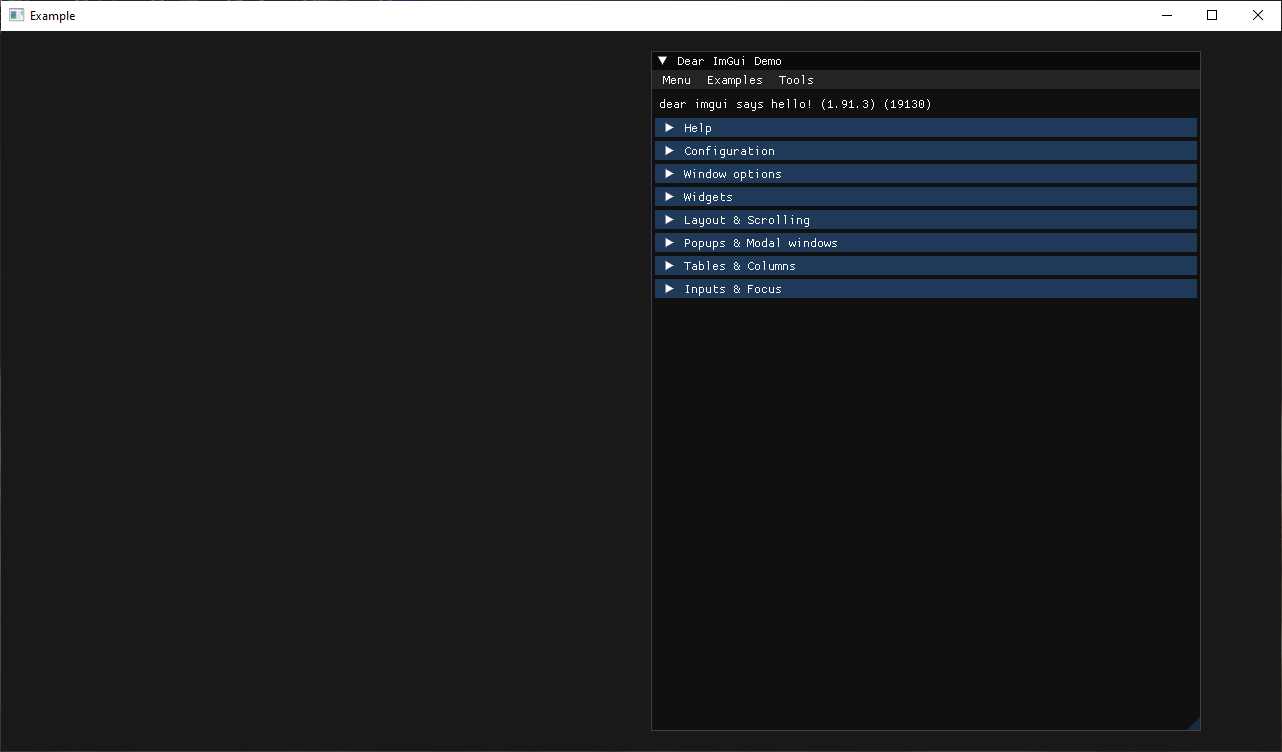 Example
Dear ImGui Demo
Menu Examples Tools
dear imgui says hello! (1.91.3) (19130)
Help
Configuration
Window options
Widgets
Layout & Scrolling
Popups & Modal windows
Tables & Columns
Inputs & Focus